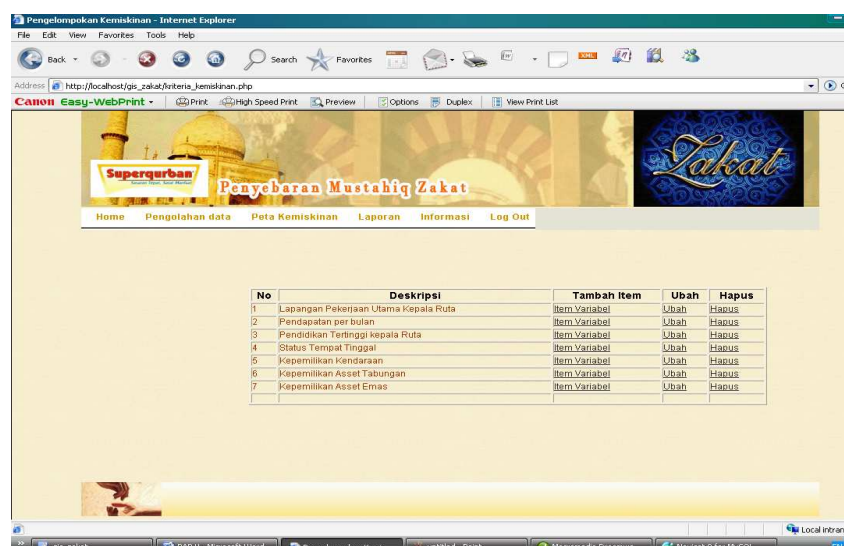 Pengelompokan Kemiskinan - Internet Explorer
File Edit View Favorites Tools Help
Back Search Favorites
Address http://localhost/gis_zakat/kriteria_kemiskinan.php
Canon Easy-WebPrint Print High Speed Print Preview Options Duplex View Print List
Superqurban
Zakat
Penyebaran Mustahiq Zakat
Home Pengolahan data Peta Kemiskinan Laporan Informasi Log Out
No Deskripsi Tambah Item Ubah Hapus
1 Lapangan Pekerjaan Utama Kepala Ruta Item Variabel Ubah Hapus
2 Pendapatan per bulan Item Variabel Ubah Hapus
3 Pendidikan Tertinggi kepala Ruta Item Variabel Ubah Hapus
4 Status Tempat Tinggal Item Variabel Ubah Hapus
5 Kepemilikan Kendaraan Item Variabel Ubah Hapus
6 Kepemilikan Asset Tabungan Item Variabel Ubah Hapus
7 Kepemilikan Asset Emas Item Variabel Ubah Hapus
Local intran